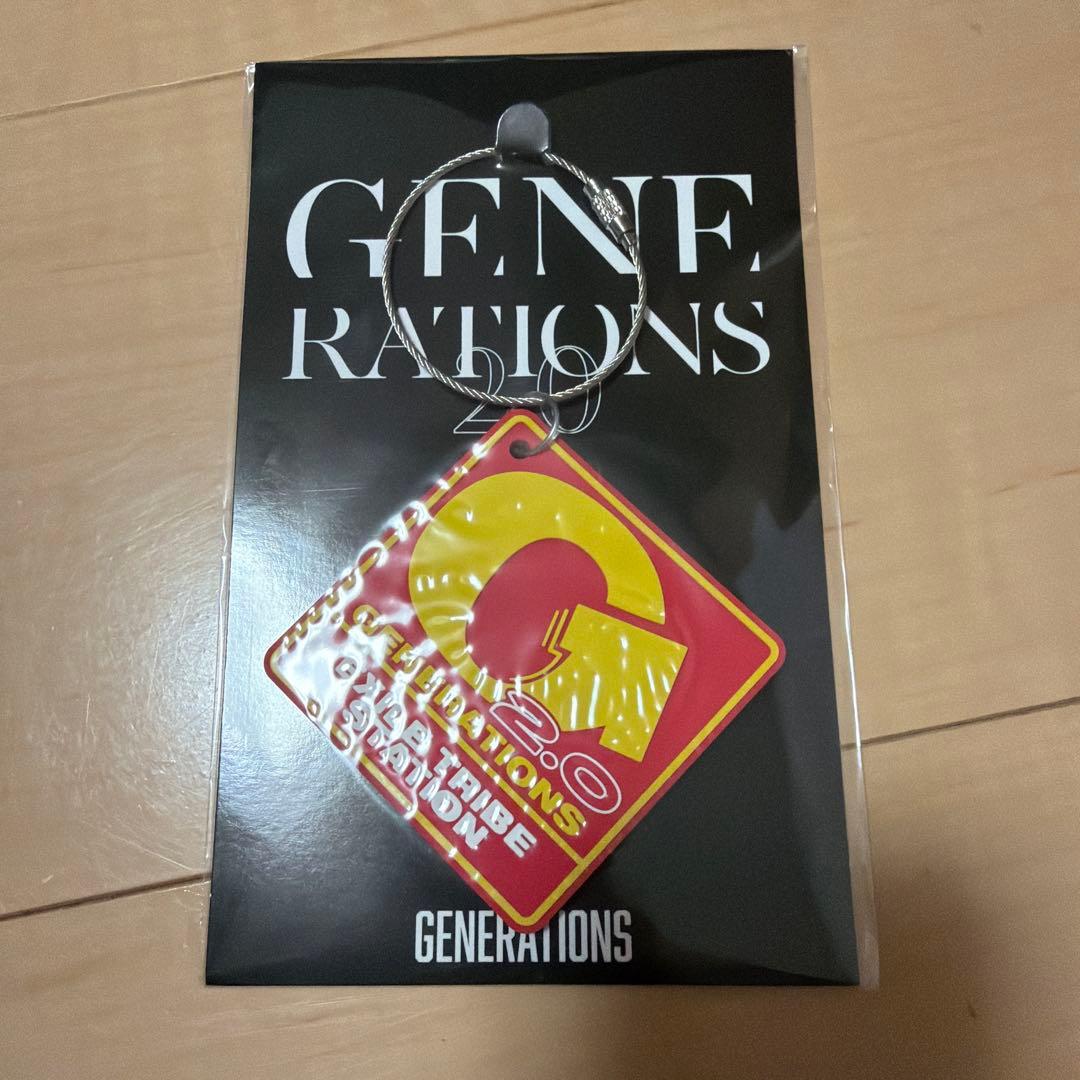 GENE
RATIONS
2.0
2.0
GENERATIONS
EXILE TRIBE
STATION
GENERATIONS